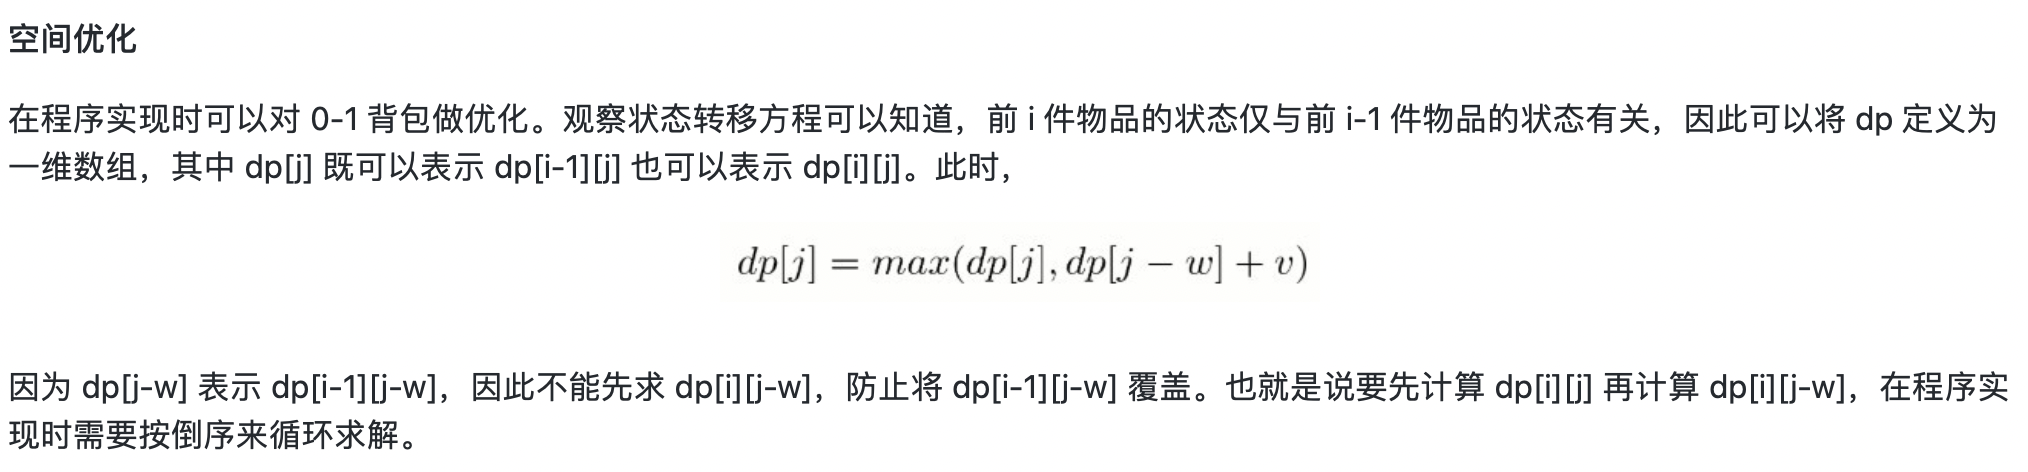 空间优化
在程序实现时可以对 0-1 背包做优化。观察状态转移方程可以知道，前 i 件物品的状态仅与前 i-1 件物品的状态有关，因此可以将 dp 定义为
一维数组，其中 dp[j] 既可以表示 dp[i-1][j] 也可以表示 dp[i][j]。此时，
dp[j] = max(dp[j], dp[j − w] + v)
因为 dp[j-w] 表示 dp[i-1][j-w]，因此不能先求 dp[i][j-w]，防止将 dp[i-1][j-w] 覆盖。也就是说要先计算 dp[i][j] 再计算 dp[i][j-w]，在程序实
现时需要按倒序来循环求解。